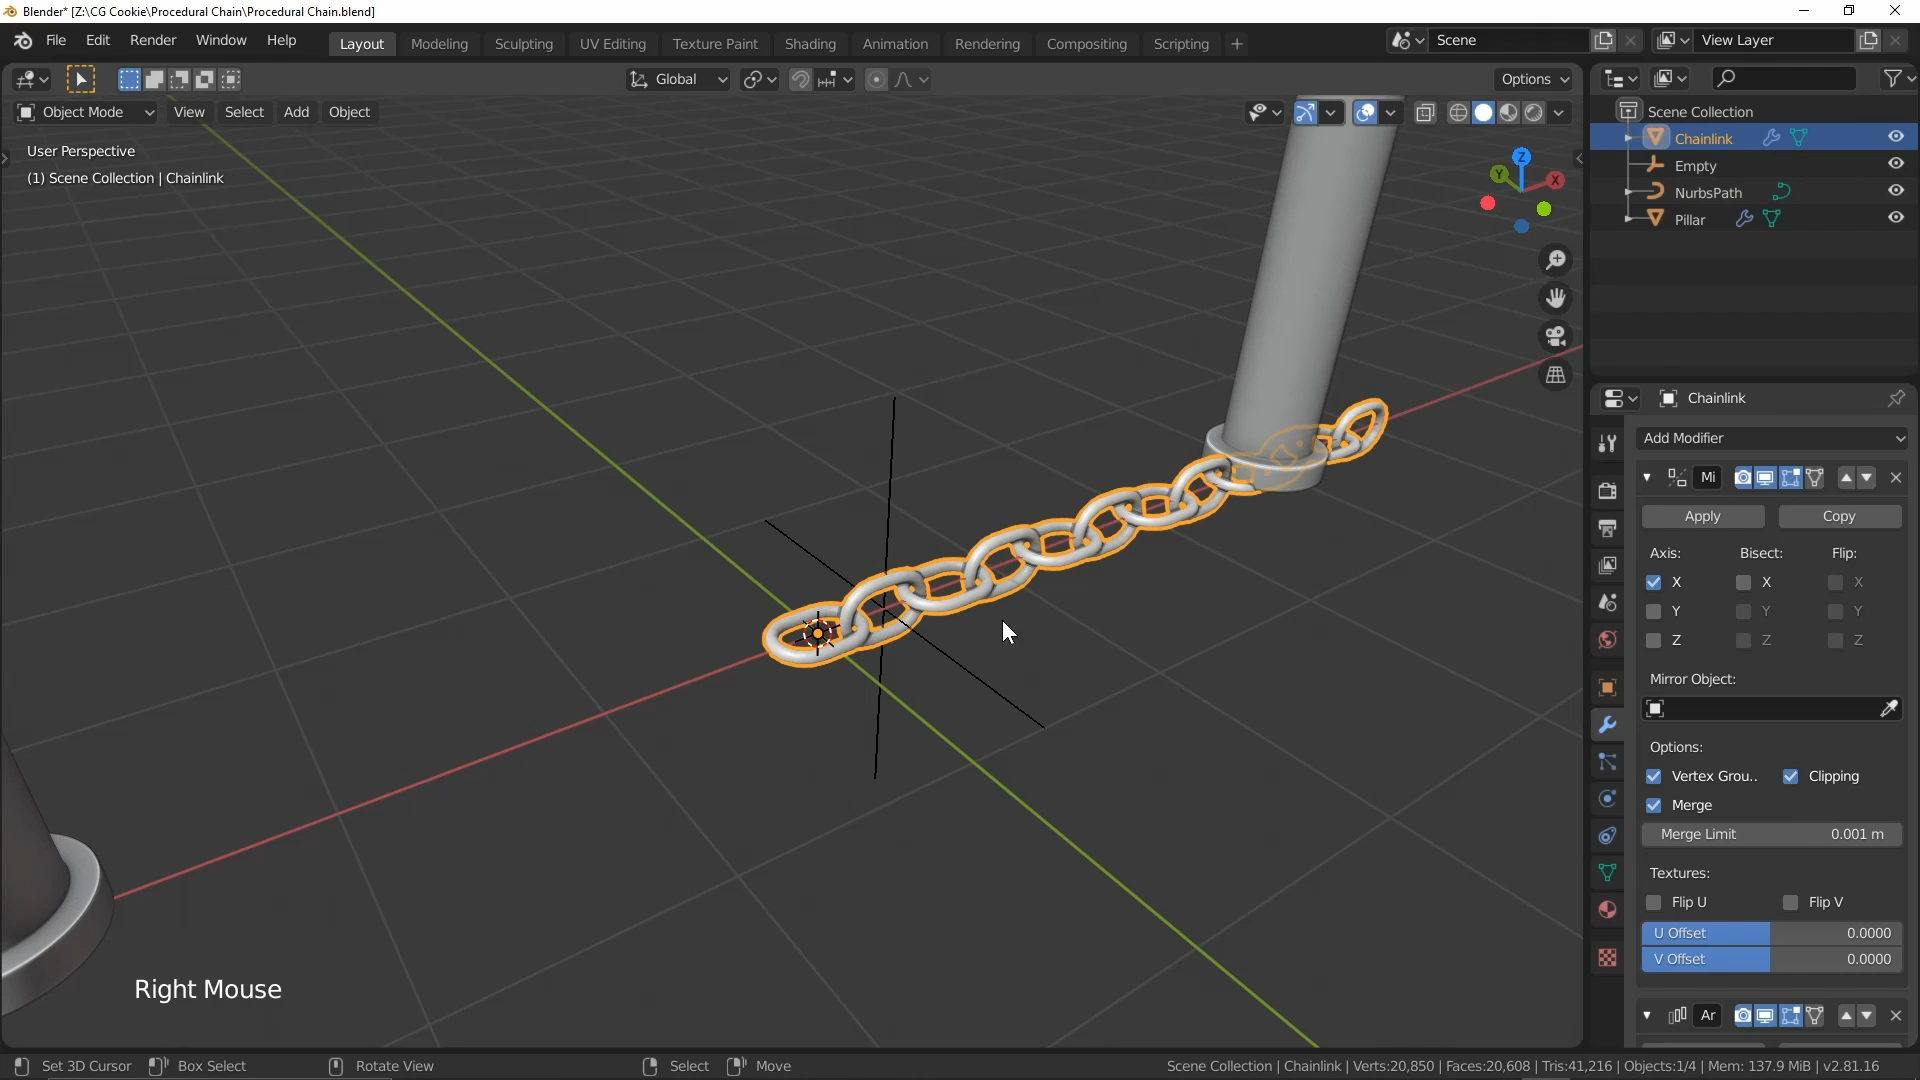 Blender* [Z:\CG Cookie\Procedural Chain\Procedural Chain.blend]
File Edit Render Window Help Layout Modeling Sculpting UV Editing Texture Paint Shading Animation Rendering Compositing Scripting + Scene View Layer
Global Options
Object Mode View Select Add Object
User Perspective
(1) Scene Collection | Chainlink
Z
Y
X
Right Mouse
Scene Collection
Chainlink
Empty
NurbsPath
Pillar
Chainlink
Add Modifier
Mi
Apply Copy
Axis: Bisect: Flip:
X X X
Y Y Y
Z Z Z
Mirror Object:
Options:
Vertex Grou.. Clipping
Merge
Merge Limit 0.001 m
Textures:
Flip U Flip V
U Offset 0.0000
V Offset 0.0000
Ar
Set 3D Cursor Box Select Rotate View Select Move Scene Collection | Chainlink | Verts:20,850 | Faces:20,608 | Tris:41,216 | Objects:1/4 | Mem: 137.9 MiB | v2.81.16